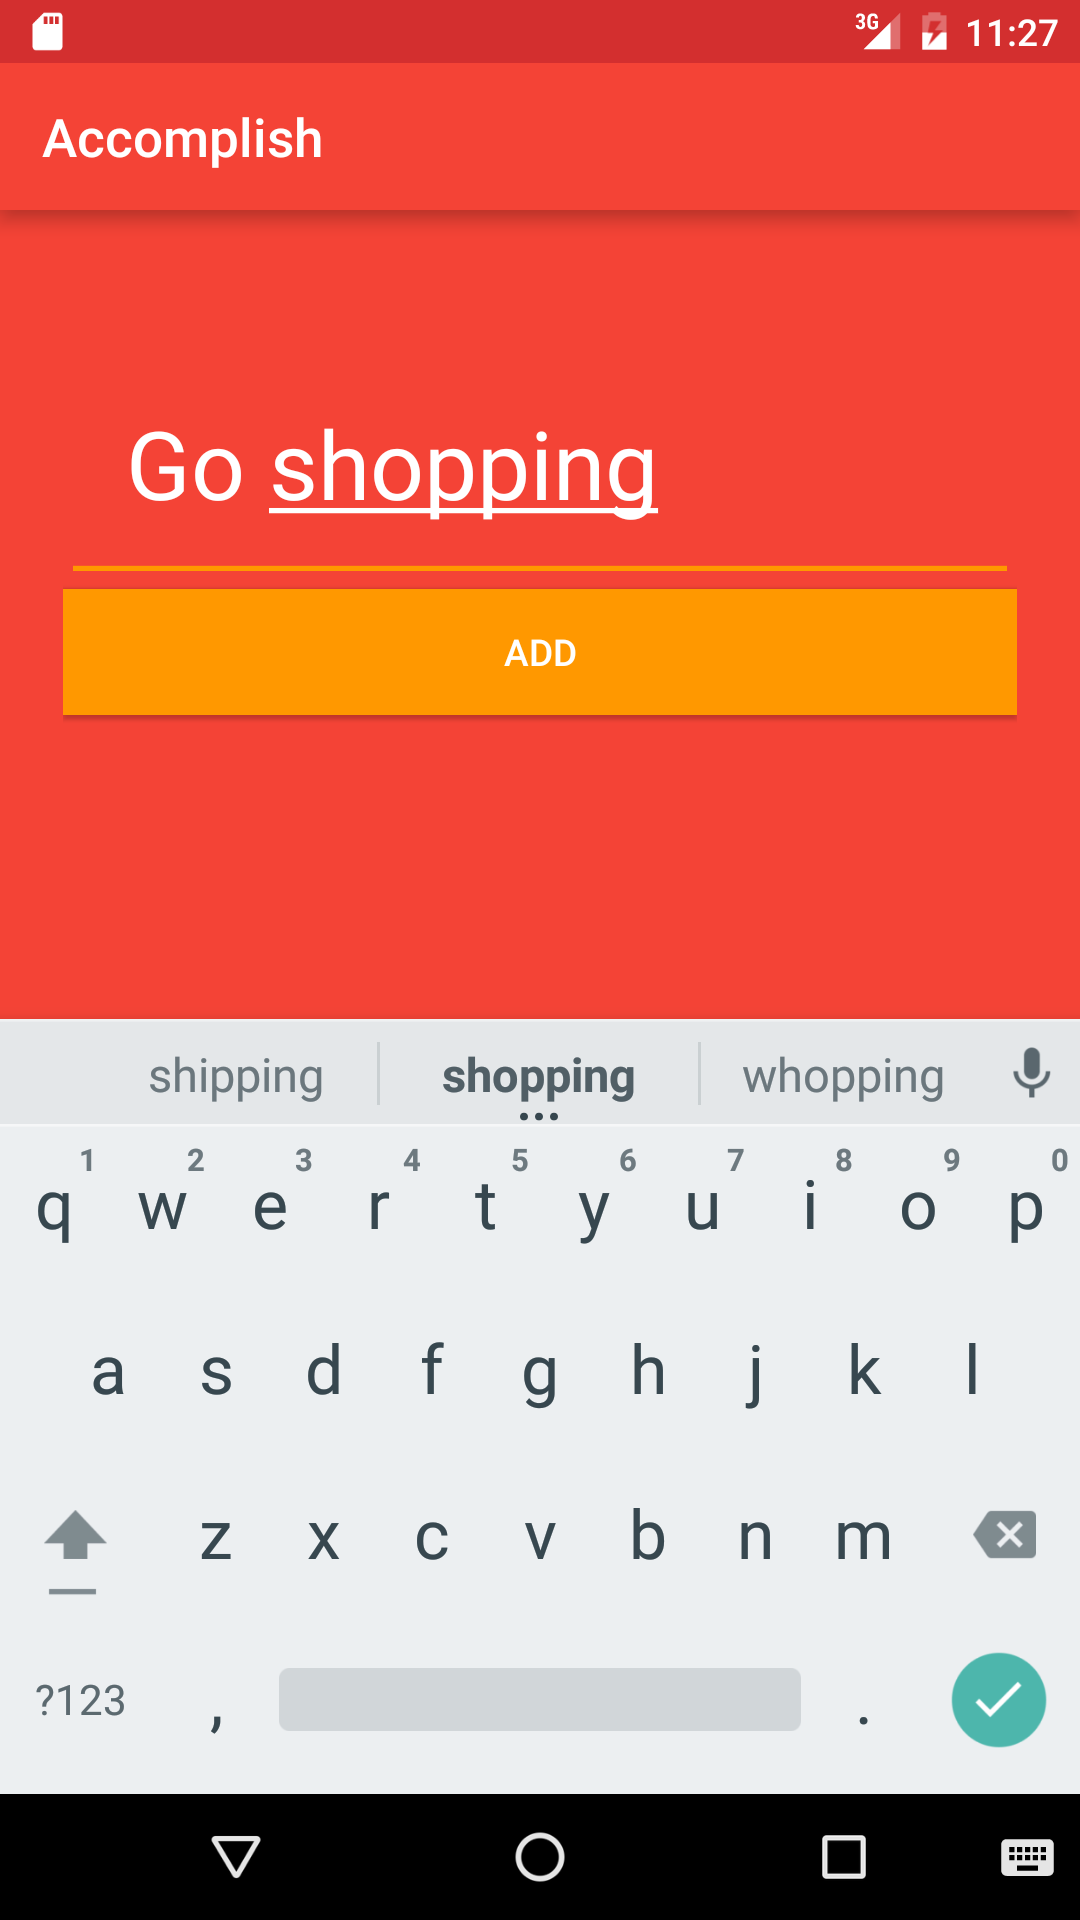 3G 11:27
Accomplish
Go shopping
ADD
shipping shopping whopping
1 2 3 4 5 6 7 8 9 0
q w e r t y u i o p
a s d f g h j k l
z x c v b n m
?123 , .